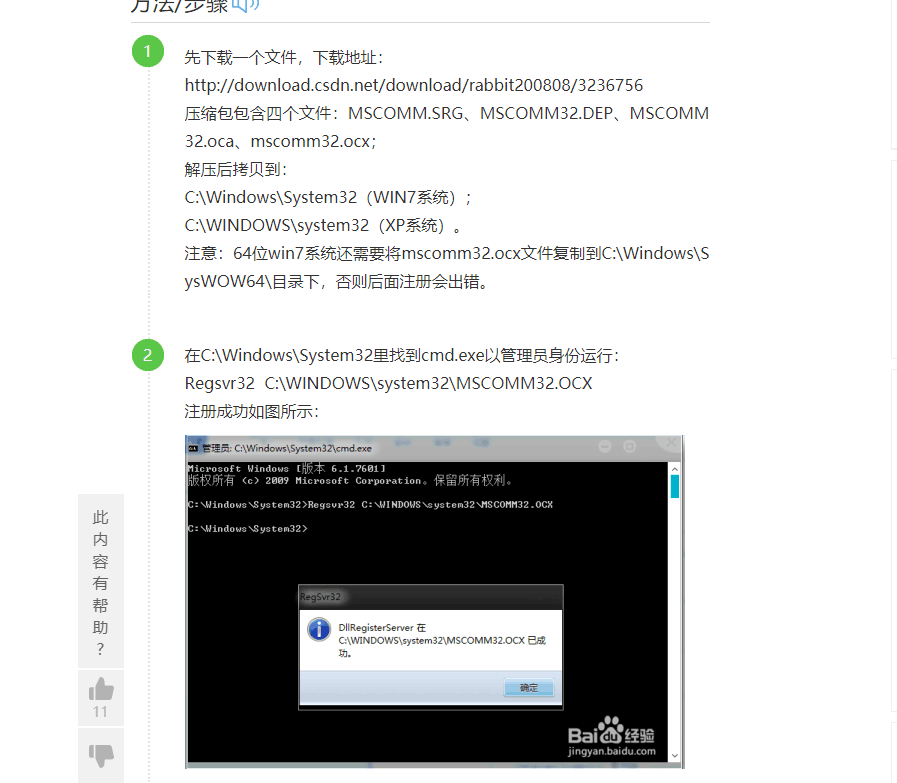 方法/步骤
1
先下载一个文件，下载地址：
http://download.csdn.net/download/rabbit200808/3236756
压缩包包含四个文件：MSCOMM.SRG、MSCOMM32.DEP、MSCOMM
32.oca、mscomm32.ocx；
解压后拷贝到：
C:\Windows\System32（WIN7系统）；
C:\WINDOWS\system32（XP系统）。
注意：64位win7系统还需要将mscomm32.ocx文件复制到C:\Windows\S
ysWOW64\目录下，否则后面注册会出错。
2
在C:\Windows\System32里找到cmd.exe以管理员身份运行：
Regsvr32  C:\WINDOWS\system32\MSCOMM32.OCX
注册成功如图所示：
管理员: C:\Windows\System32\cmd.exe
Microsoft Windows [版本 6.1.7601]
版权所有 (c) 2009 Microsoft Corporation。保留所有权利。
C:\Windows\System32>Regsvr32 C:\WINDOWS\system32\MSCOMM32.OCX
C:\Windows\System32>
RegSvr32
DllRegisterServer 在
C:\WINDOWS\system32\MSCOMM32.OCX 已成
功。
确定
Baidu经验
jingyan.baidu.com
此
内
容
有
帮
助
?
11